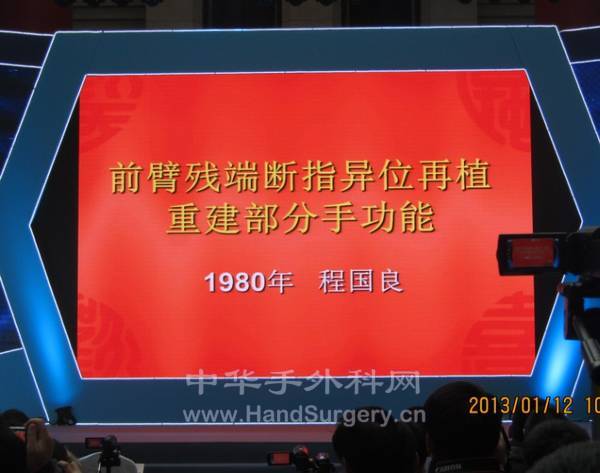 前臂残端断指异位再植
重建部分手功能
1980年 程国良
中华手外科网
www.HandSurgery.cn
2013/01/12 10